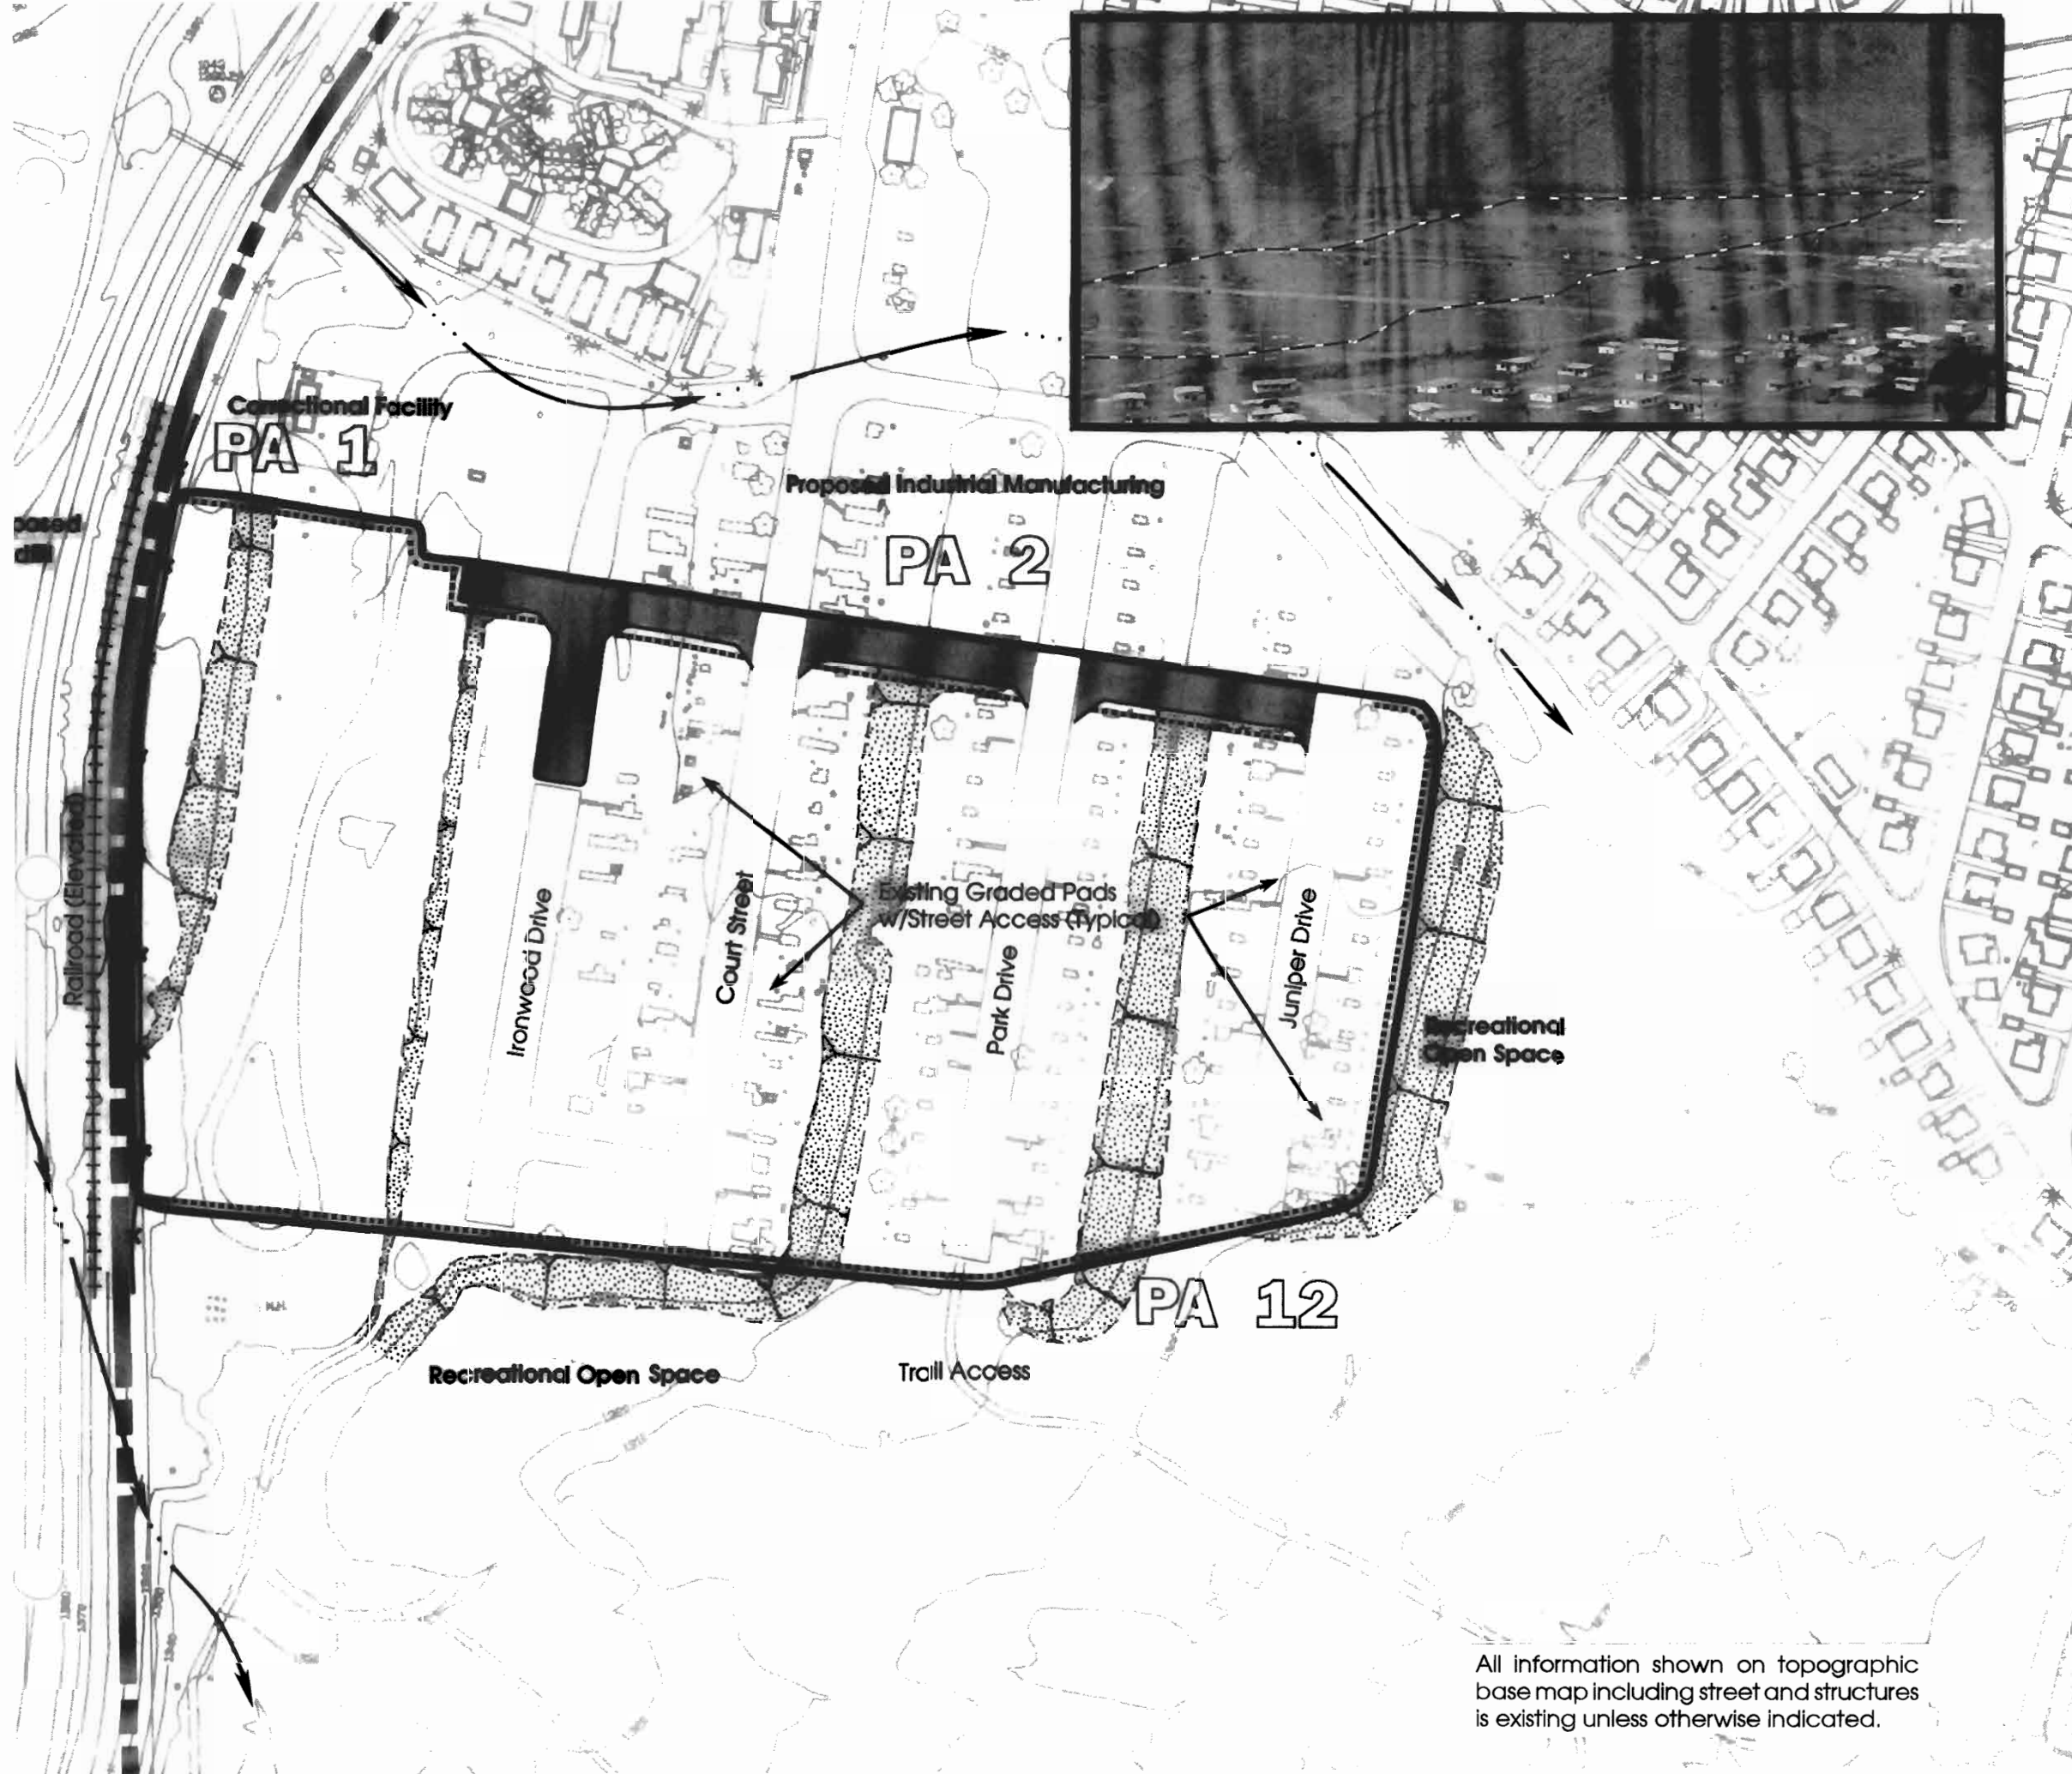 Correctional Facility
PA 1
Proposed Industrial Manufacturing
PA 2
Railroad (Elevated)
Ironwood Drive
Court Street
Existing Graded Pads
w/Street Access (Typical)
Park Drive
Juniper Drive
Recreational
Open Space
PA 12
Recreational Open Space
Trail Access
All information shown on topographic
base map including street and structures
is existing unless otherwise indicated.